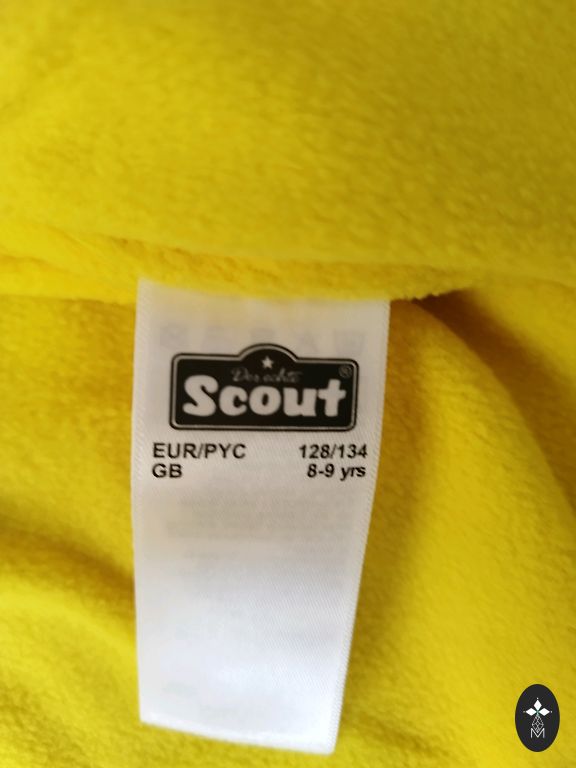 Der echte
Scout®
EUR/PYC 128/134
GB 8-9 yrs
M